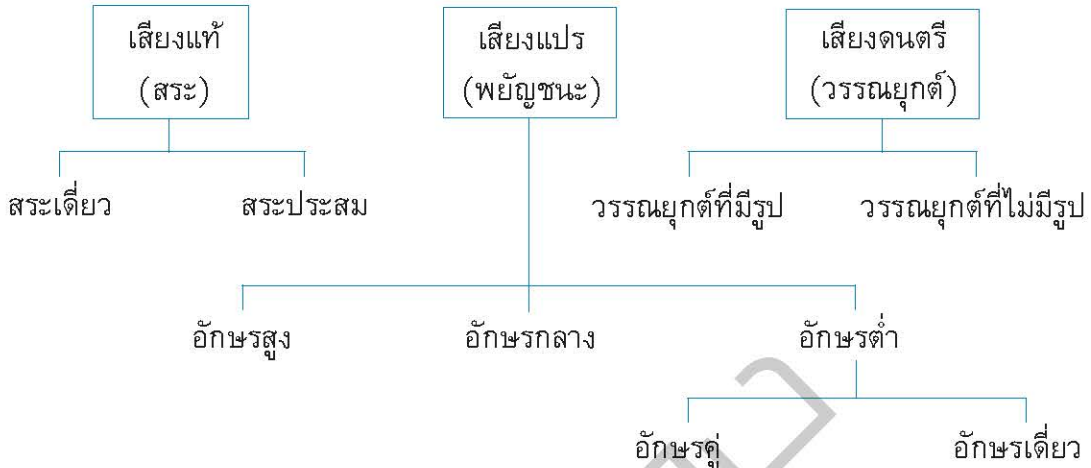 เสียงแท้
(สระ)
เสียงแปร
(พยัญชนะ)
เสียงดนตรี
(วรรณยุกต์)
สระเดี่ยว
สระประสม
วรรณยุกต์ที่มีรูป
วรรณยุกต์ที่ไม่มีรูป
อักษรสูง
อักษรกลาง
อักษรต่ำ
อักษรคู่
อักษรเดี่ยว